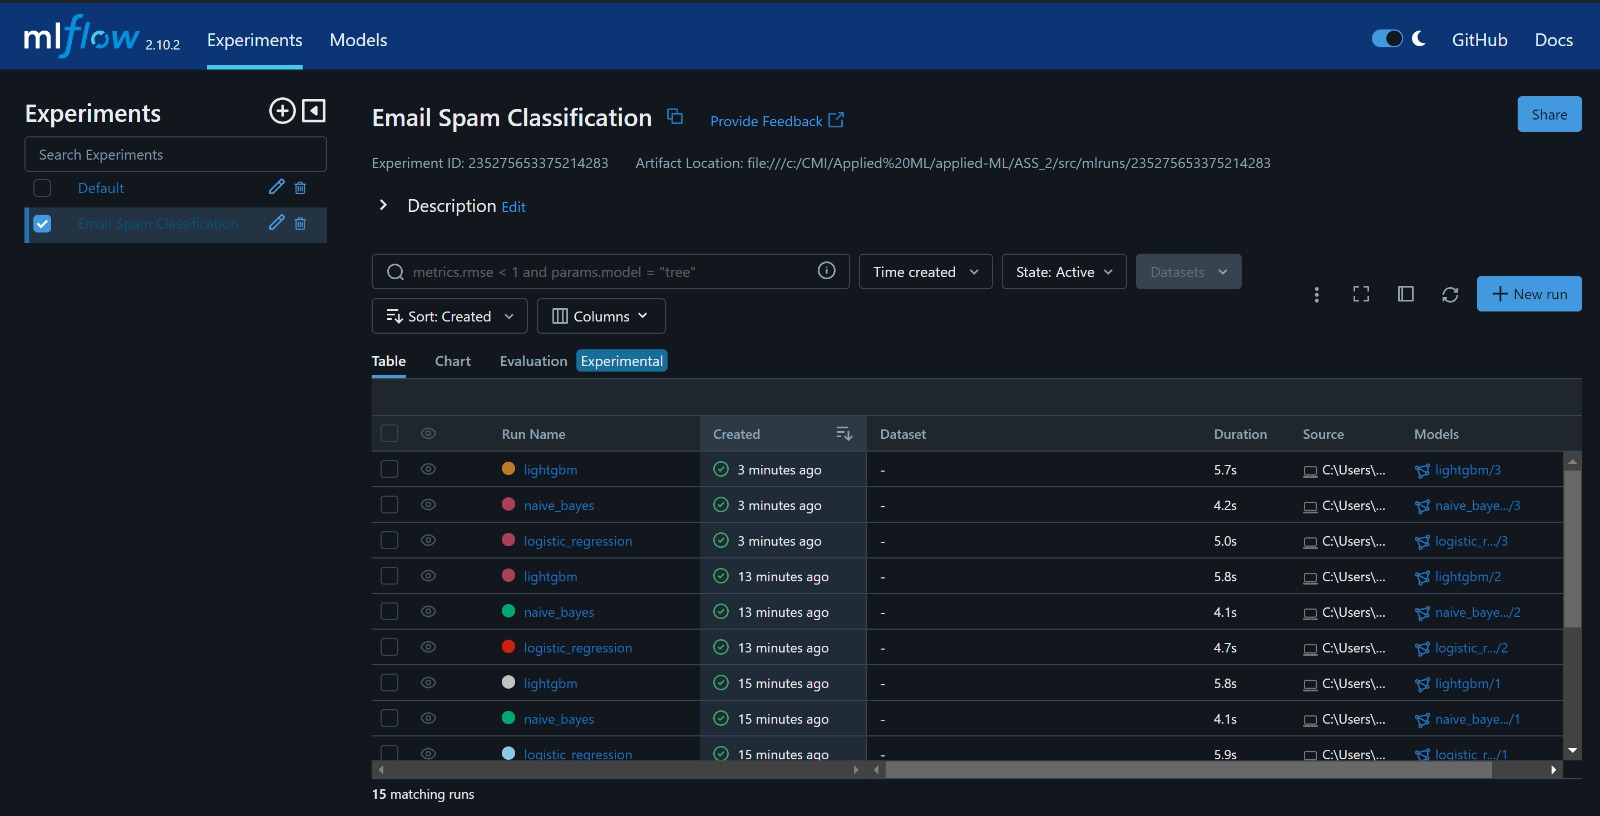 mlflow 2.10.2 Experiments Models GitHub Docs
Experiments
Search Experiments
Default
Email Spam Classification
Email Spam Classification Provide Feedback Share
Experiment ID: 235275653375214283 Artifact Location: file:///c:/CMI/Applied%20ML/applied-ML/ASS_2/src/mlruns/235275653375214283
Description Edit
metrics.rmse < 1 and params.model = "tree" Time created State: Active Datasets
Sort: Created Columns
New run
Table Chart Evaluation Experimental
Run Name Created Dataset Duration Source Models
lightgbm 3 minutes ago - 5.7s C:\Users\... lightgbm/3
naive_bayes 3 minutes ago - 4.2s C:\Users\... naive_baye.../3
logistic_regression 3 minutes ago - 5.0s C:\Users\... logistic_r.../3
lightgbm 13 minutes ago - 5.8s C:\Users\... lightgbm/2
naive_bayes 13 minutes ago - 4.1s C:\Users\... naive_baye.../2
logistic_regression 13 minutes ago - 4.7s C:\Users\... logistic_r.../2
lightgbm 15 minutes ago - 5.8s C:\Users\... lightgbm/1
naive_bayes 15 minutes ago - 4.1s C:\Users\... naive_baye.../1
logistic_regression 15 minutes ago - 5.9s C:\Users\... logistic_r.../1
15 matching runs